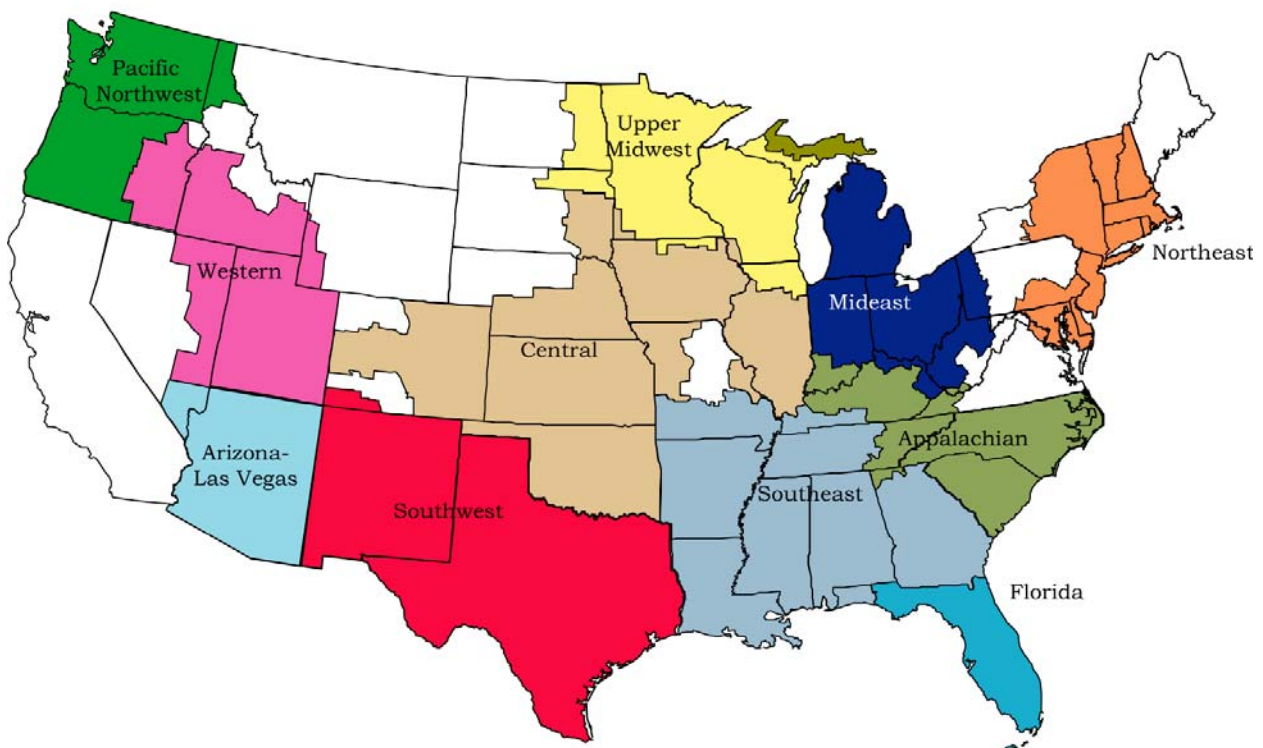 Pacific
Northwest
Upper
Midwest
Northeast
Western
Mideast
Central
Arizona-
Las Vegas
Appalachian
Southeast
Southwest
Florida